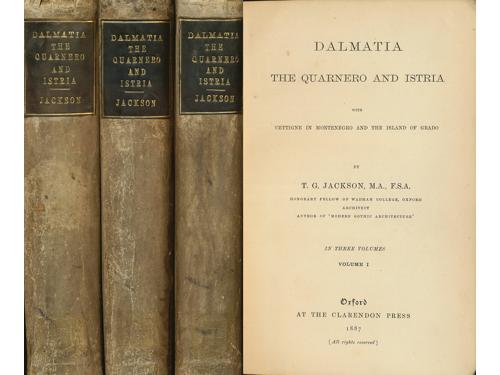 DALMATIA
THE
QUARNERO
AND
ISTRIA
JACKSON
DALMATIA
THE
QUARNERO
AND
ISTRIA
JACKSON
DALMATIA
THE
QUARNERO
AND
ISTRIA
JACKSON
DALMATIA
THE QUARNERO AND ISTRIA
WITH
CETTIGNE IN MONTENEGRO AND THE ISLAND OF GRADO
BY
T. G. JACKSON, M.A., F.S.A.
HONORARY FELLOW OF WADHAM COLLEGE, OXFORD
ARCHITECT
AUTHOR OF 'MODERN GOTHIC ARCHITECTURE'
IN THREE VOLUMES
VOLUME I
Oxford
AT THE CLARENDON PRESS
1887
[All rights reserved]